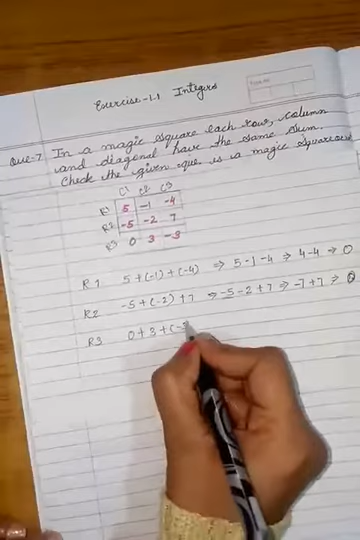 Exercise-1.1 Integers
Que-7 In a magic square each row, column
and diagonal have the same sum.
Check the given que is a magic square or
C1 C2 C3
R1 5 -1 -4
R2 -5 -2 7
R3 0 3 -3
R1 5+(-1)+(-4) ⇒ 5-1-4 ⇒ 4-4 ⇒ 0
R2 -5+(-2)+7 ⇒ -5-2+7 ⇒ -7+7 ⇒ 0
R3 0+3+(-3